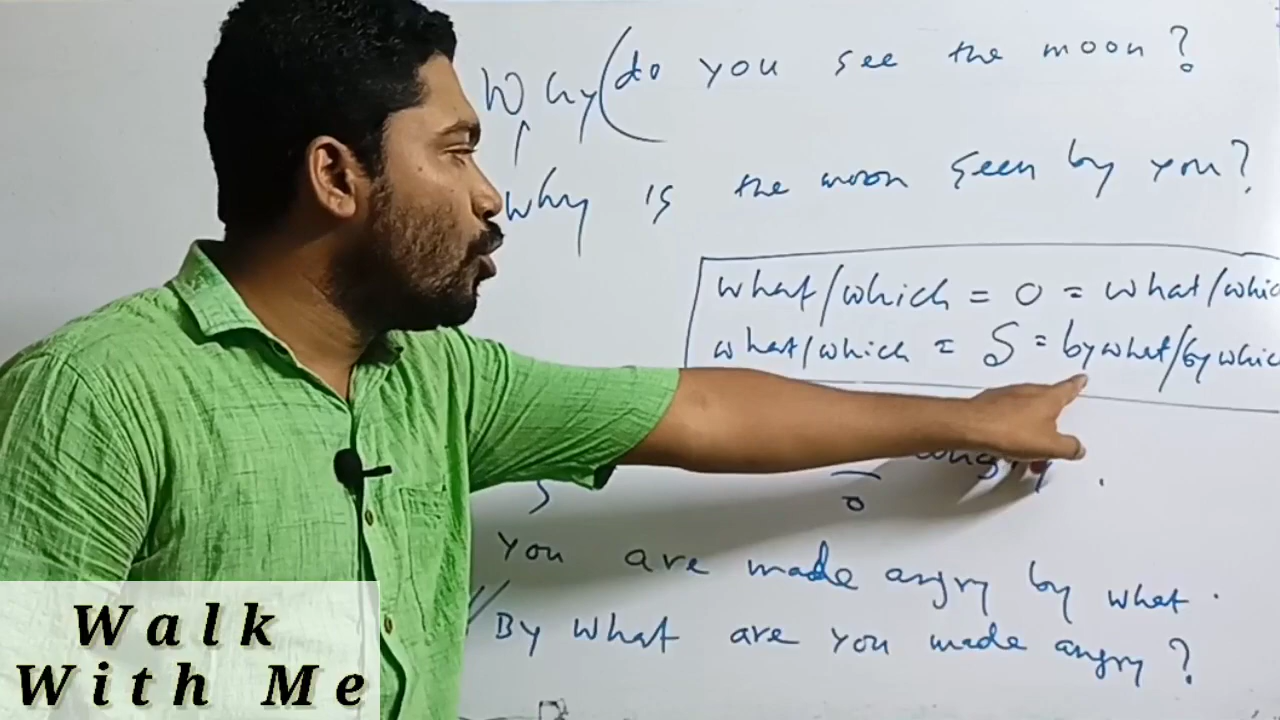 Why (do you see the moon?
Why is the moon seen by you?
what/which = O = what/whic
what/which = S = by what/by whic
angry .
S
O
You are made angry by what.
By what are you made angry?
Walk
With Me